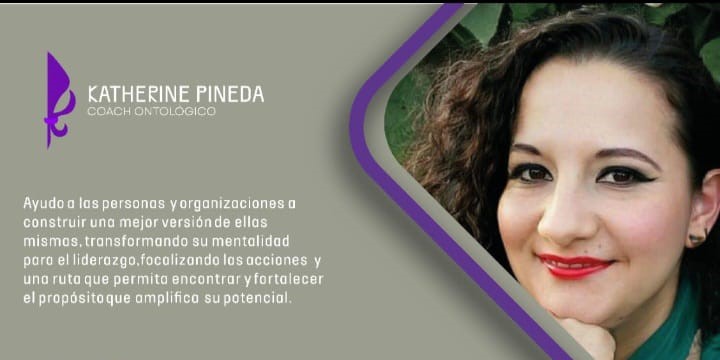 KATHERINE PINEDA
COACH ONTOLÓGICO
Ayudo a las personas y organizaciones a
construir una mejor versión de ellas
mismas, transformando su mentalidad
para el liderazgo,focalizando las acciones y
una ruta que permita encontrar y fortalecer
el propósito que amplifica su potencial.